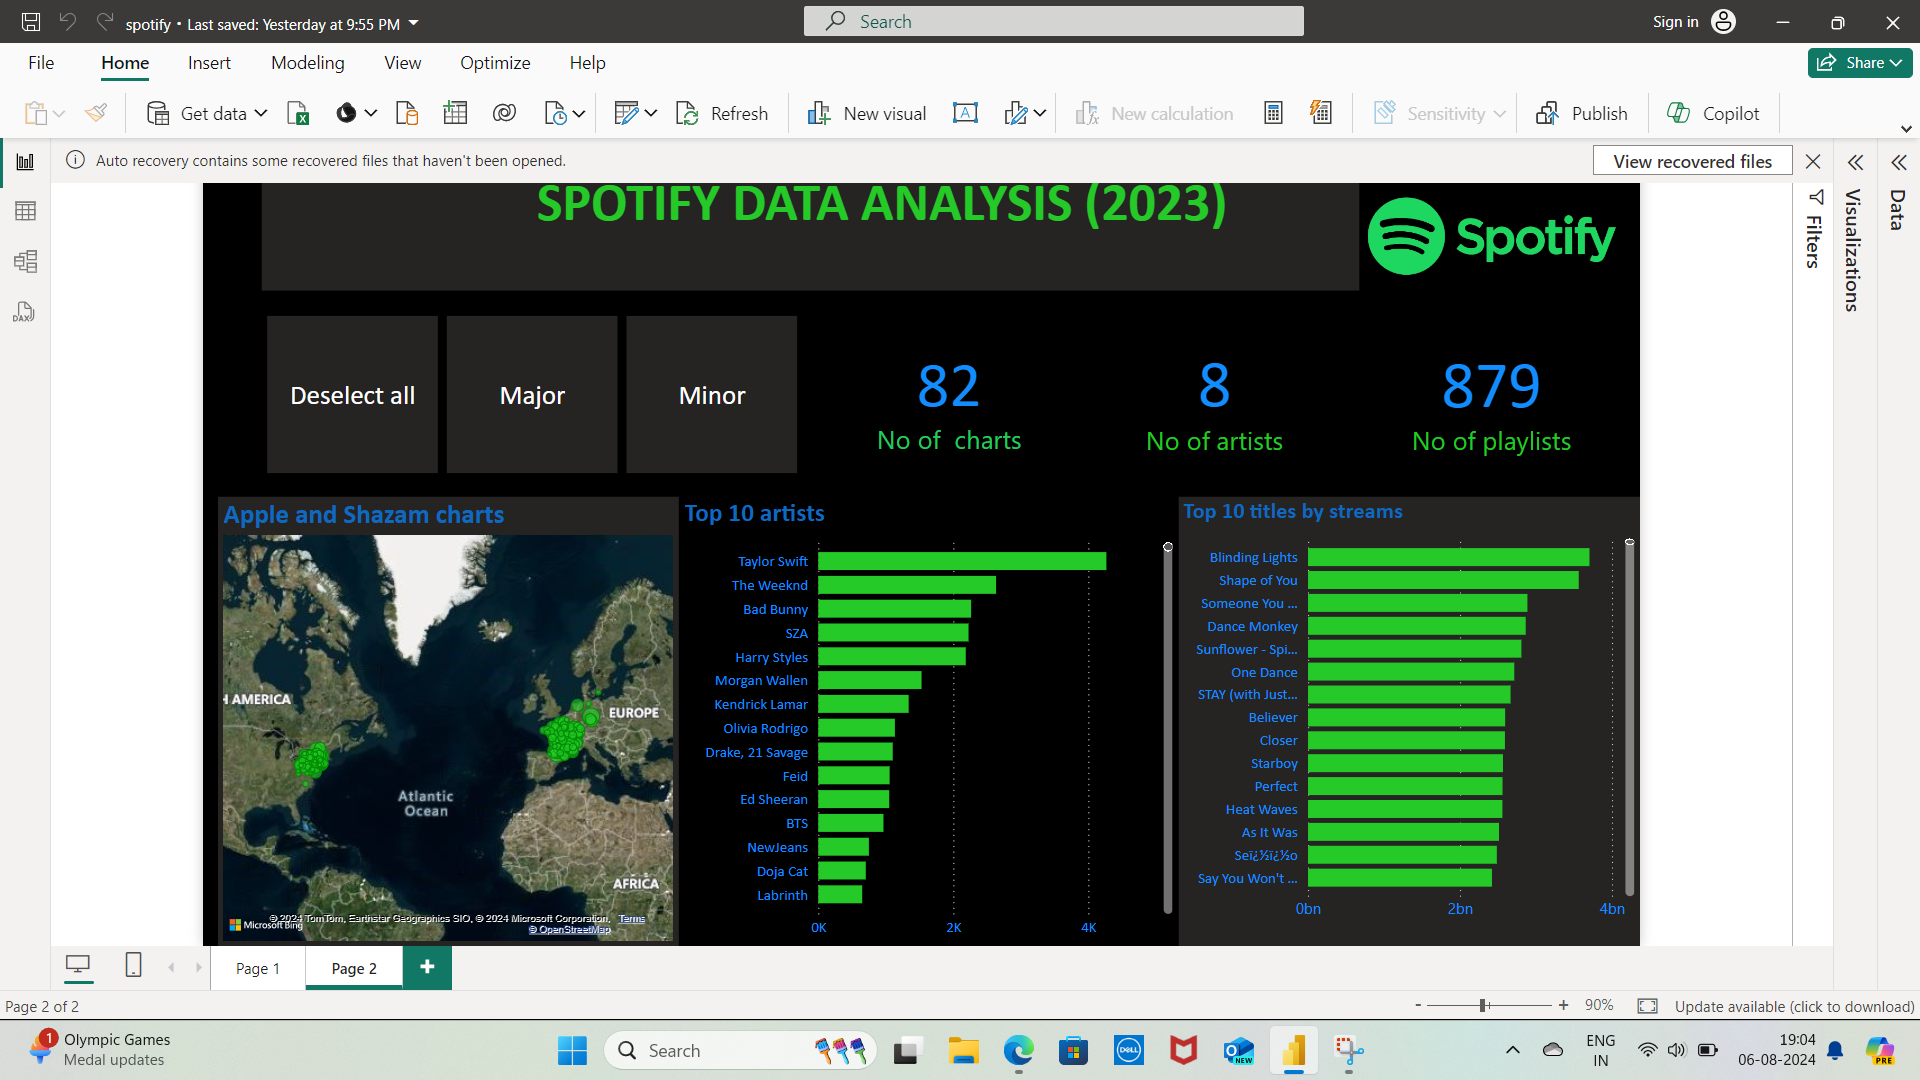 spotify • Last saved: Yesterday at 9:55 PM
Search
Sign in
File Home Insert Modeling View Optimize Help
Share
Get data
Refresh
New visual
New calculation
Sensitivity
Publish
Copilot
Auto recovery contains some recovered files that haven't been opened.
View recovered files
Filters
Visualizations
Data
DAX
SPOTIFY DATA ANALYSIS (2023)
Spotify
Deselect all
Major
Minor
82
No of charts
8
No of artists
879
No of playlists
Apple and Shazam charts
H AMERICA
EUROPE
Atlantic
Ocean
AFRICA
Microsoft Bing
© 2024 TomTom, Earthstar Geographics SIO, © 2024 Microsoft Corporation, Terms
© OpenStreetMap
Top 10 artists
Taylor Swift
The Weeknd
Bad Bunny
SZA
Harry Styles
Morgan Wallen
Kendrick Lamar
Olivia Rodrigo
Drake, 21 Savage
Feid
Ed Sheeran
BTS
NewJeans
Doja Cat
Labrinth
0K 2K 4K
Top 10 titles by streams
Blinding Lights
Shape of You
Someone You ...
Dance Monkey
Sunflower - Spi...
One Dance
STAY (with Just...
Believer
Closer
Starboy
Perfect
Heat Waves
As It Was
Seï¿½ï¿½o
Say You Won't ...
0bn 2bn 4bn
Page 1
Page 2
Page 2 of 2
- + 90%
Update available (click to download)
1
Olympic Games
Medal updates
Search
DELL
NEW
ENG
IN
19:04
06-08-2024
PRE